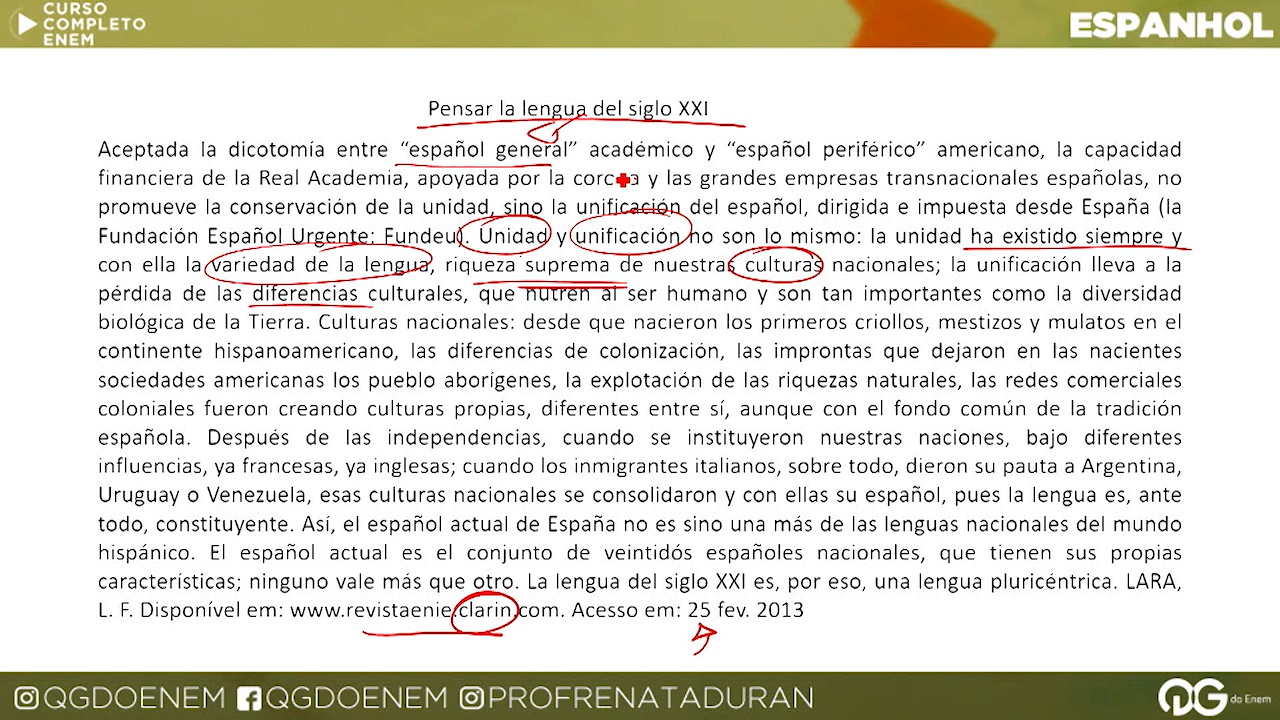 CURSO
COMPLETO
ENEM
ESPANHOL
Pensar la lengua del siglo XXI
Aceptada la dicotomía entre “español general” académico y “español periférico” americano, la capacidad
financiera de la Real Academia, apoyada por la y las grandes empresas transnacionales españolas, no
promueve la conservación de la unidad, sino la unificación del español, dirigida e impuesta desde España (la
Fundación Español Urgente: Fundeu). Unidad y unificación no son lo mismo: la unidad ha existido siempre y
con ella la variedad de la lengua, riqueza suprema de nuestras culturas nacionales; la unificación lleva a la
pérdida de las diferencias culturales, que nutren al ser humano y son tan importantes como la diversidad
biológica de la Tierra. Culturas nacionales: desde que nacieron los primeros criollos, mestizos y mulatos en el
continente hispanoamericano, las diferencias de colonización, las improntas que dejaron en las nacientes
sociedades americanas los pueblo aborígenes, la explotación de las riquezas naturales, las redes comerciales
coloniales fueron creando culturas propias, diferentes entre sí, aunque con el fondo común de la tradición
española. Después de las independencias, cuando se instituyeron nuestras naciones, bajo diferentes
influencias, ya francesas, ya inglesas; cuando los inmigrantes italianos, sobre todo, dieron su pauta a Argentina,
Uruguay o Venezuela, esas culturas nacionales se consolidaron y con ellas su español, pues la lengua es, ante
todo, constituyente. Así, el español actual de España no es sino una más de las lenguas nacionales del mundo
hispánico. El español actual es el conjunto de veintidós españoles nacionales, que tienen sus propias
características; ninguno vale más que otro. La lengua del siglo XXI es, por eso, una lengua pluricéntrica. LARA,
L. F. Disponível em: www.revistaenie.clarin.com. Acesso em: 25 fev. 2013
@QGDOENEM @QGDOENEM @PROFRENATADURAN
QG do Enem